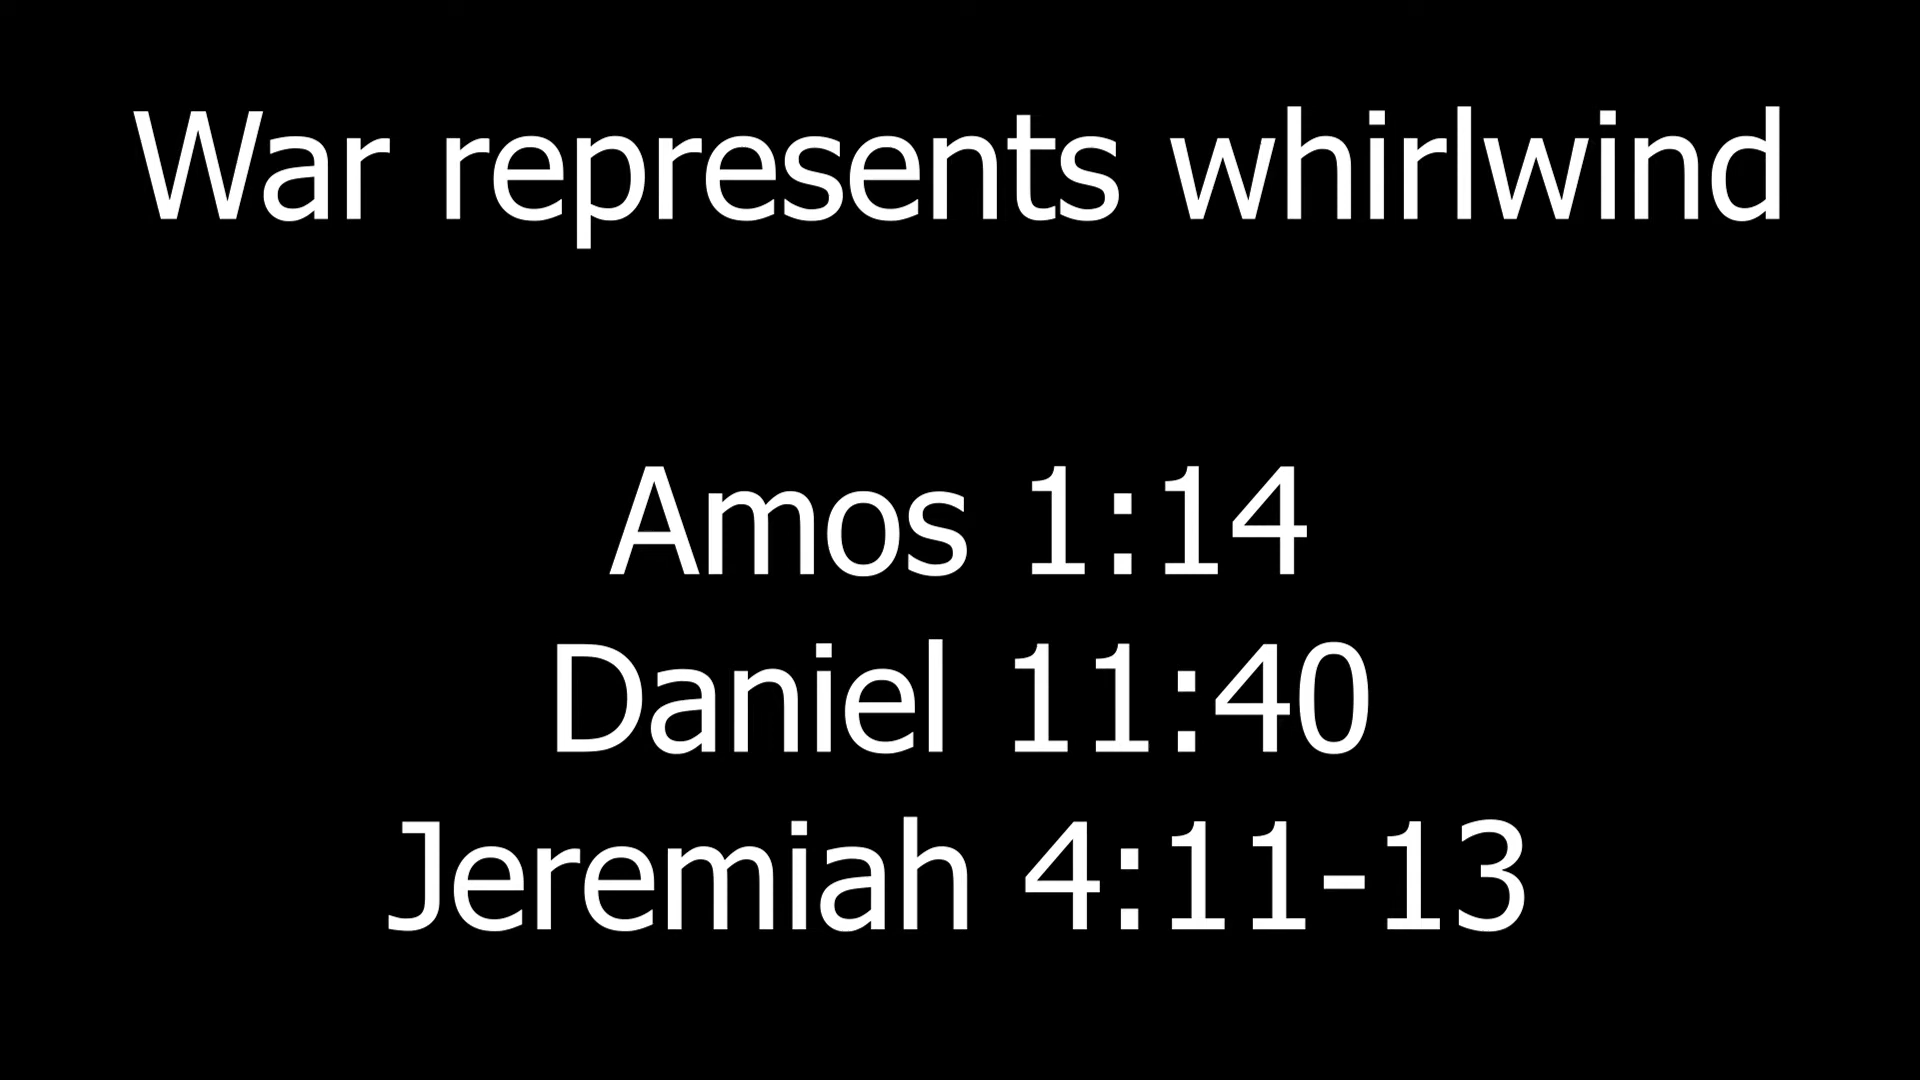 War represents whirlwind
Amos 1:14
Daniel 11:40
Jeremiah 4:11-13